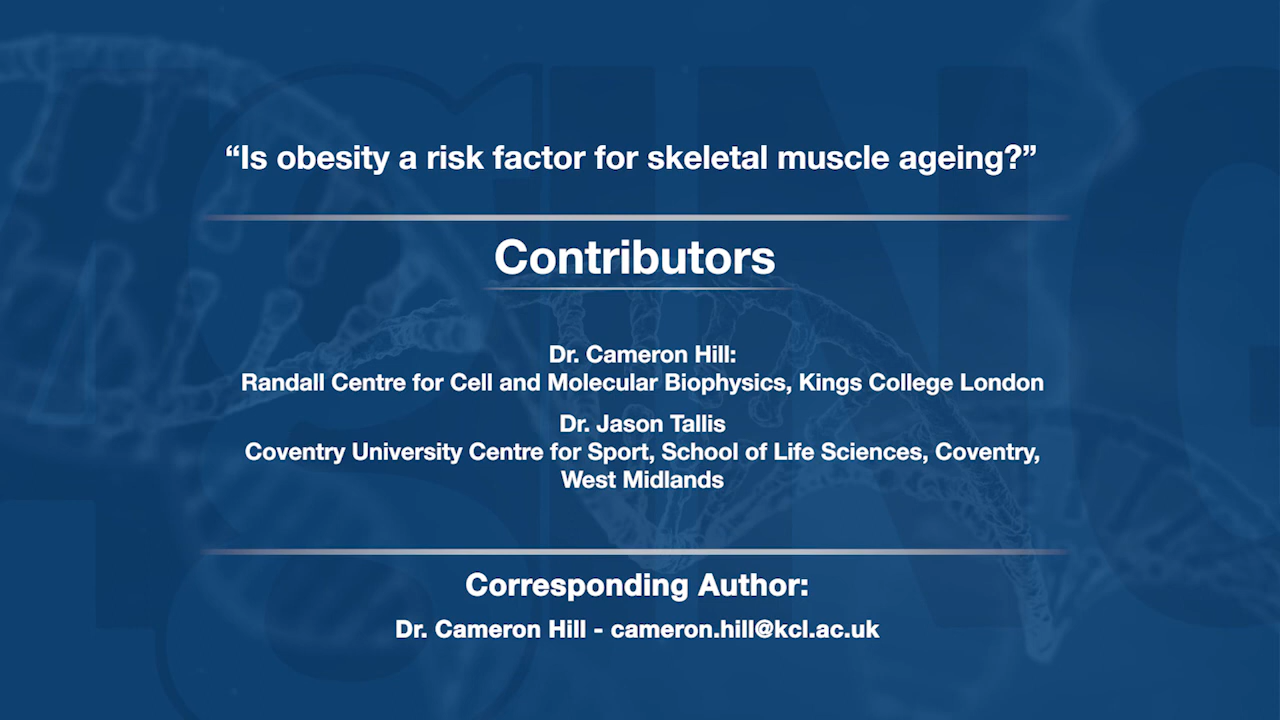 “Is obesity a risk factor for skeletal muscle ageing?”
Contributors
Dr. Cameron Hill:
Randall Centre for Cell and Molecular Biophysics, Kings College London
Dr. Jason Tallis
Coventry University Centre for Sport, School of Life Sciences, Coventry,
West Midlands
Corresponding Author:
Dr. Cameron Hill - cameron.hill@kcl.ac.uk